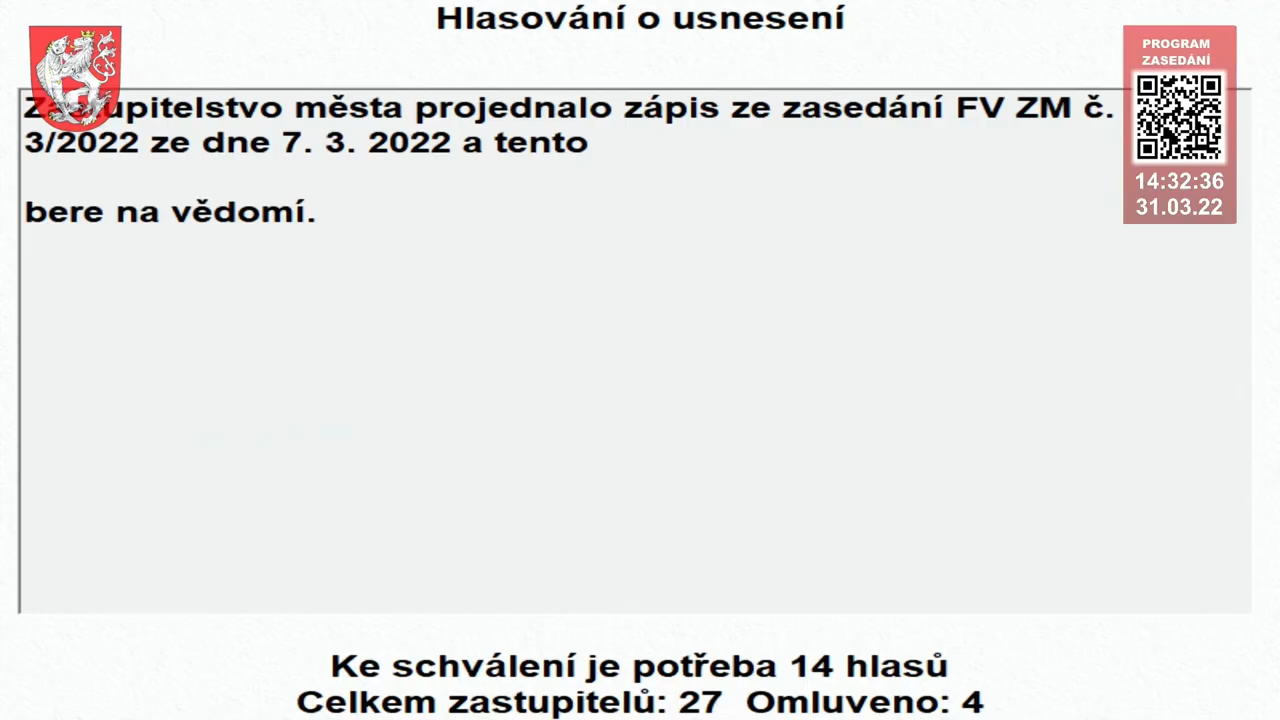 Hlasování o usnesení
PROGRAM
ZASEDÁNÍ
Zastupitelstvo města projednalo zápis ze zasedání FV ZM č.
3/2022 ze dne 7. 3. 2022 a tento
bere na vědomí.
14:32:36
31.03.22
Ke schválení je potřeba 14 hlasů
Celkem zastupitelů: 27 Omluveno: 4